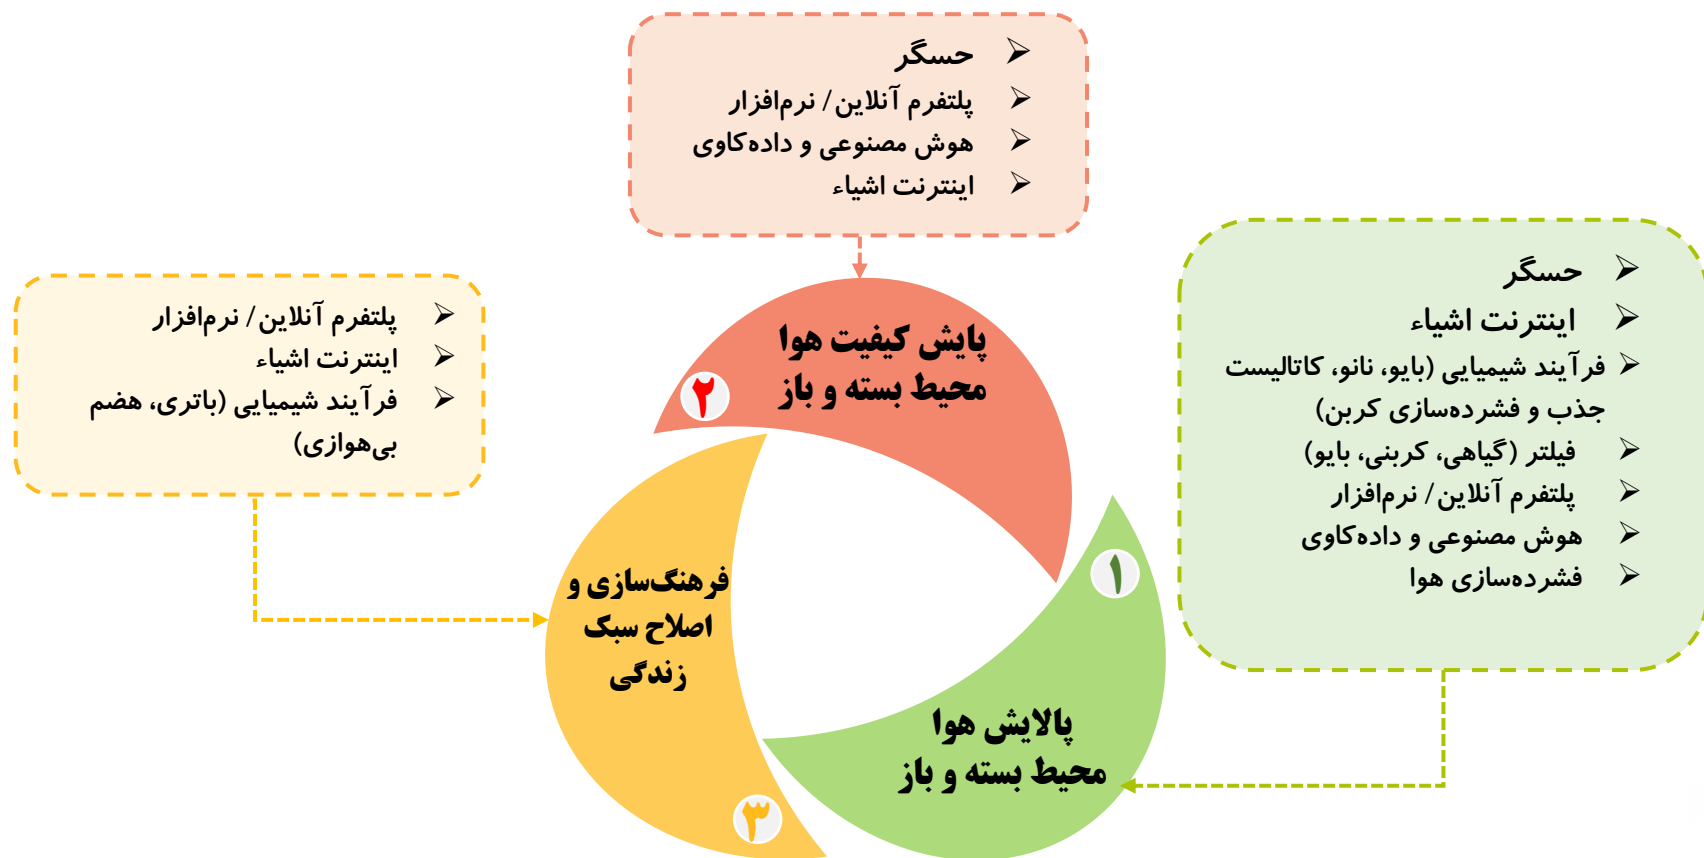 حسگر
پلتفرم آنلاین/ نرم‌افزار
هوش مصنوعی و داده‌کاوی
اینترنت اشیاء
حسگر
اینترنت اشیاء
فرآیند شیمیایی (بایو، نانو، کاتالیست
جذب و فشرده‌سازی کربن)
فیلتر (گیاهی، کربنی، بایو)
پلتفرم آنلاین/ نرم‌افزار
هوش مصنوعی و داده‌کاوی
فشرده‌سازی هوا
پلتفرم آنلاین/ نرم‌افزار
اینترنت اشیاء
فرآیند شیمیایی (باتری، هضم
بی‌هوازی)
پایش کیفیت هوا
محیط بسته و باز
۲
۱
پالایش هوا
محیط بسته و باز
فرهنگ‌سازی و
اصلاح سبک
زندگی
۳